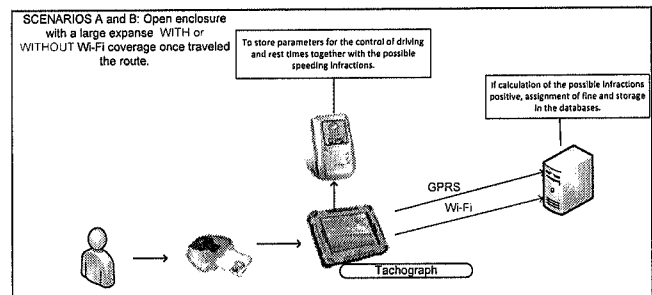 SCENARIOS A and B: Open enclosure
with a large expanse WITH or
WITHOUT Wi-Fi coverage once traveled
the route.
To store parameters for the control of driving
and rest times together with the possible
speeding infractions.
If calculation of the possible infractions
positive, assignment of fine and storage
in the databases.
GPRS
Wi-Fi
Tachograph